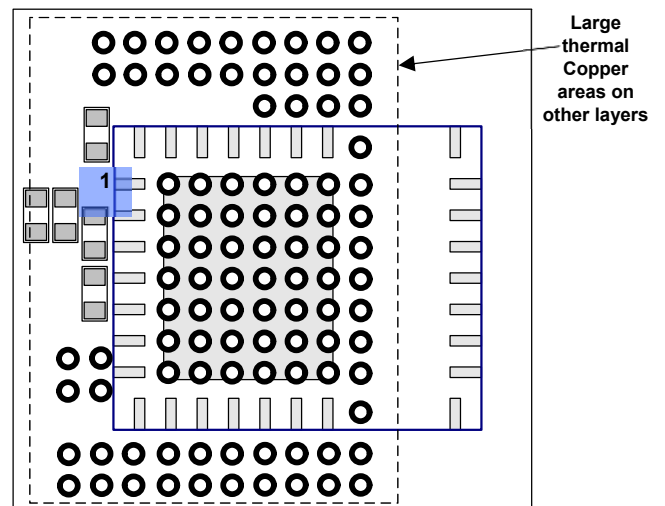 Large
thermal
Copper
areas on
other layers
1